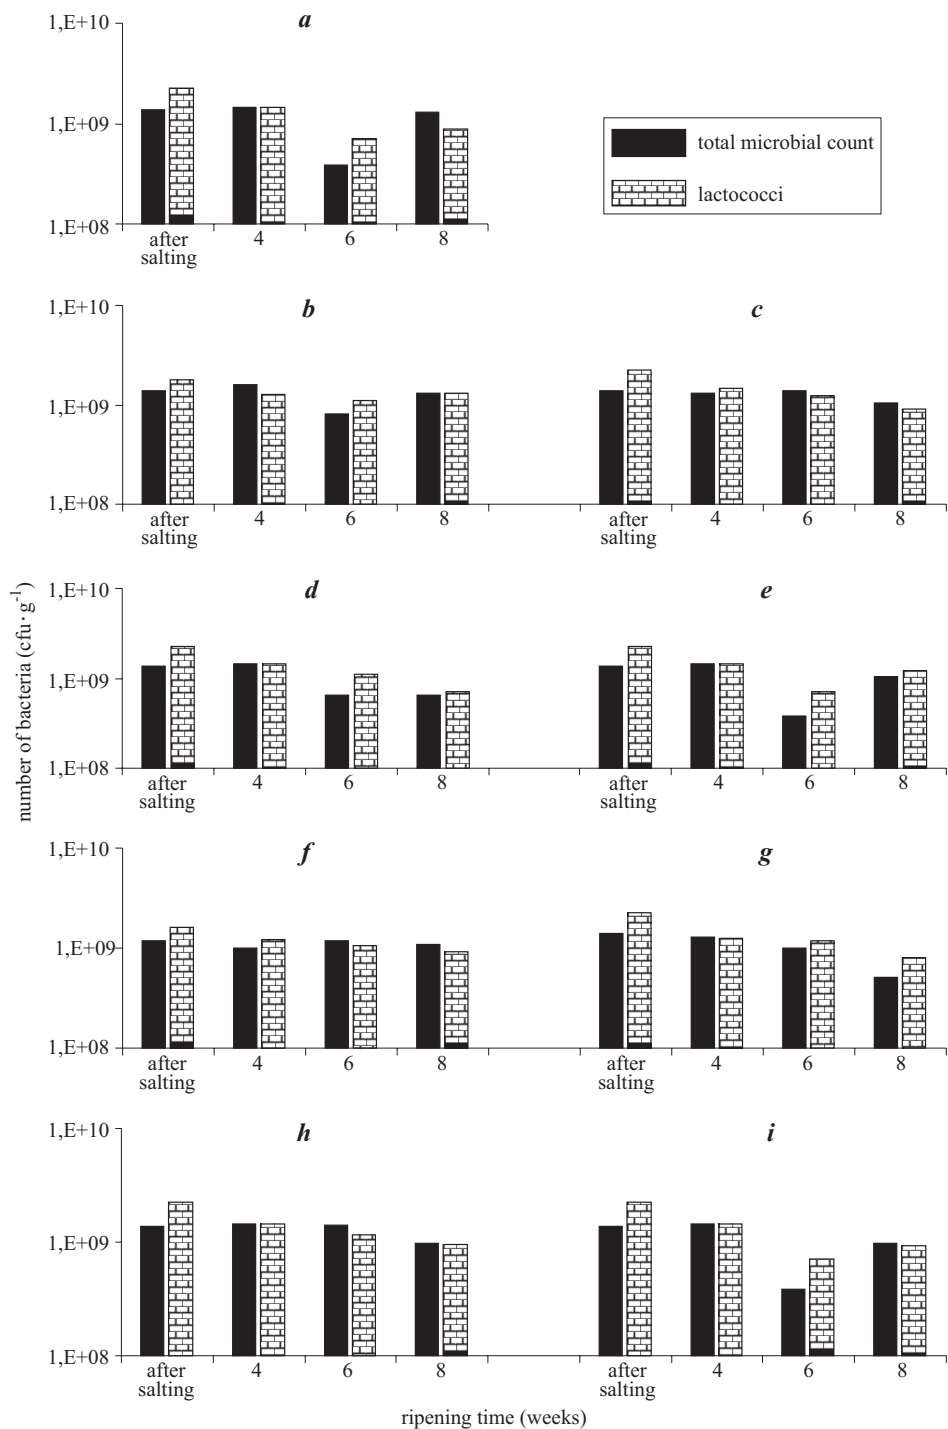 a
1,E+10
1,E+09
1,E+08
after
salting
4
6
8
total microbial count
lactococci
b
1,E+10
1,E+09
1,E+08
after
salting
4
6
8
c
after
salting
4
6
8
number of bacteria (cfu·g⁻¹)
d
1,E+10
1,E+09
1,E+08
after
salting
4
6
8
e
after
salting
4
6
8
f
1,E+10
1,E+09
1,E+08
after
salting
4
6
8
g
after
salting
4
6
8
h
1,E+10
1,E+09
1,E+08
after
salting
4
6
8
i
after
salting
4
6
8
ripening time (weeks)